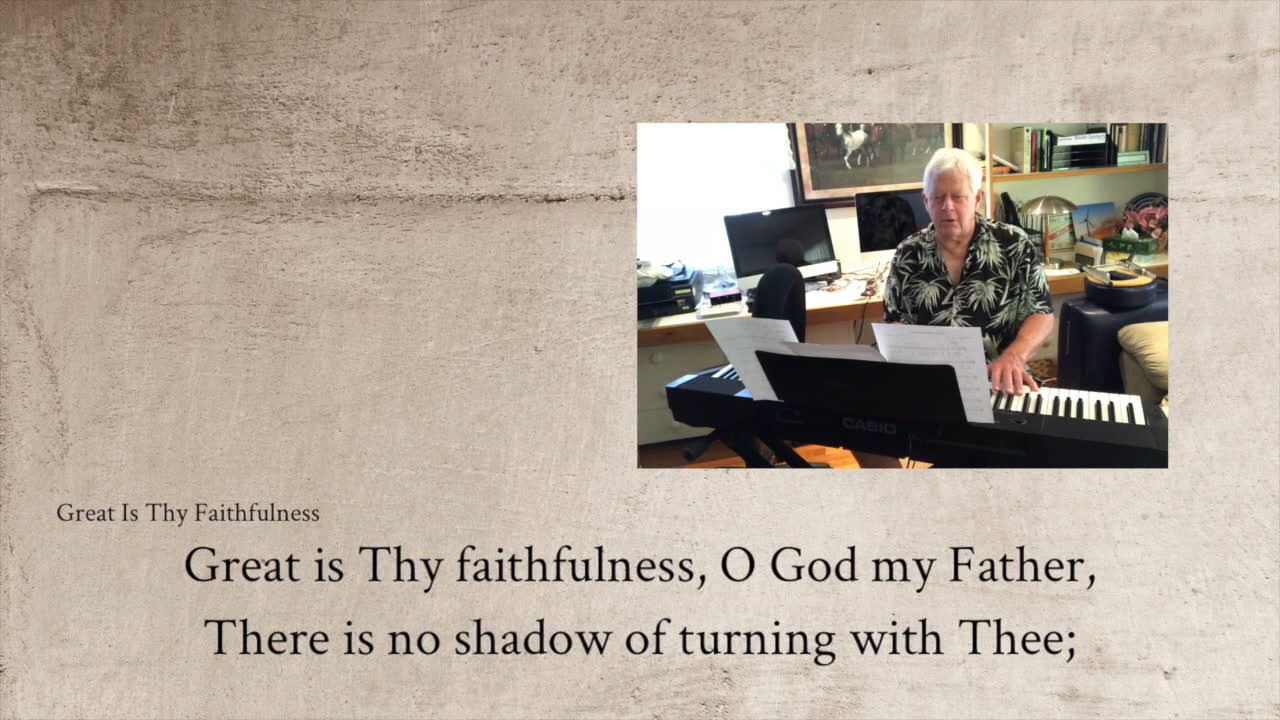 CASIO
Great Is Thy Faithfulness
Great is Thy faithfulness, O God my Father,
There is no shadow of turning with Thee;